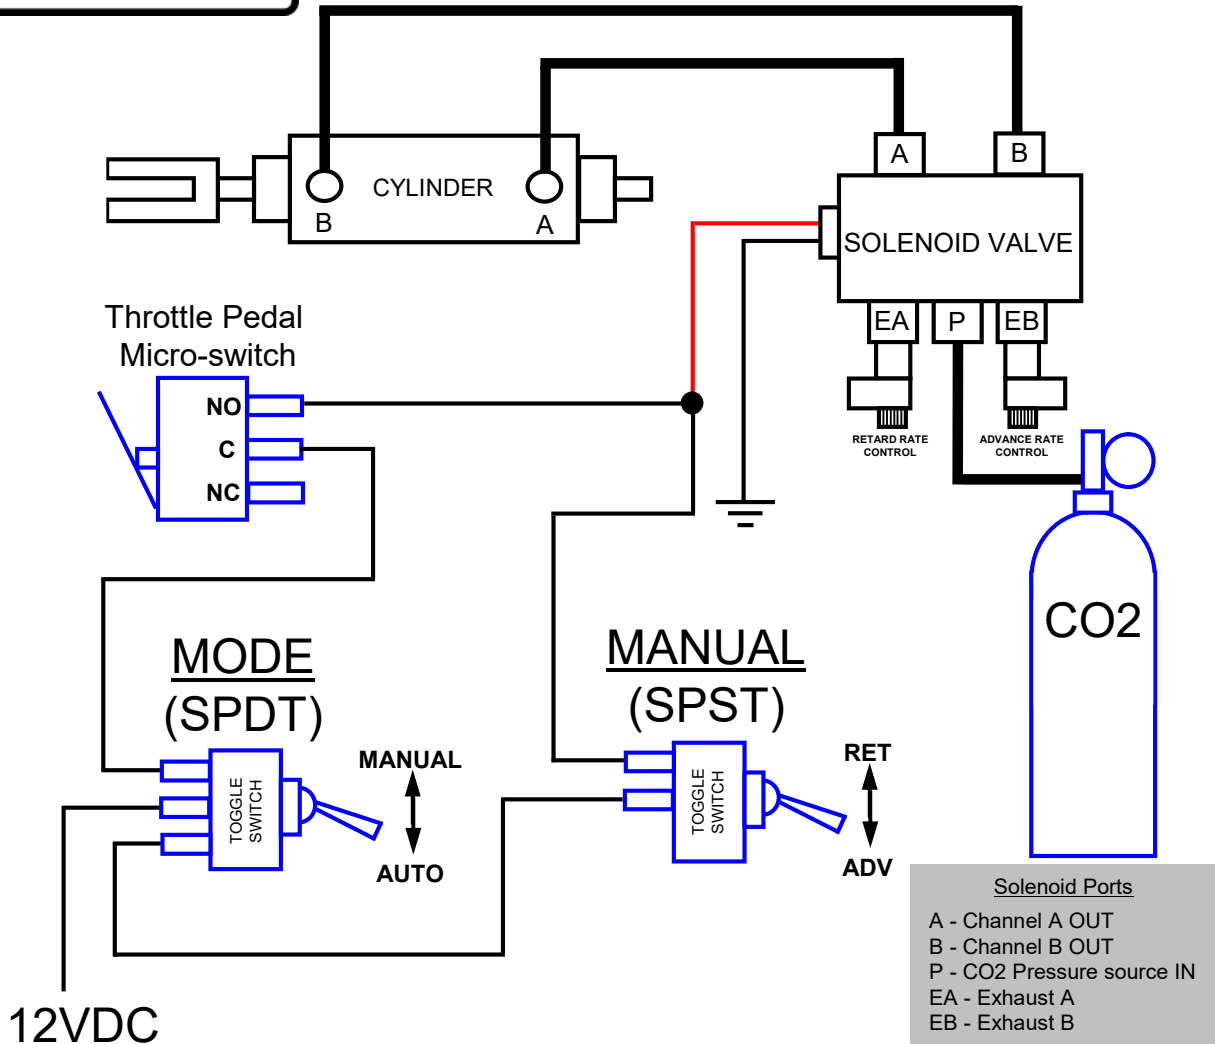 A
B
CYLINDER
B
A
SOLENOID VALVE
EA
P
EB
RETARD RATE
CONTROL
ADVANCE RATE
CONTROL
Throttle Pedal
Micro-switch
NO
C
NC
CO2
MODE
(SPDT)
TOGGLE
SWITCH
MANUAL
AUTO
MANUAL
(SPST)
TOGGLE
SWITCH
RET
ADV
12VDC
Solenoid Ports
A - Channel A OUT
B - Channel B OUT
P - CO2 Pressure source IN
EA - Exhaust A
EB - Exhaust B